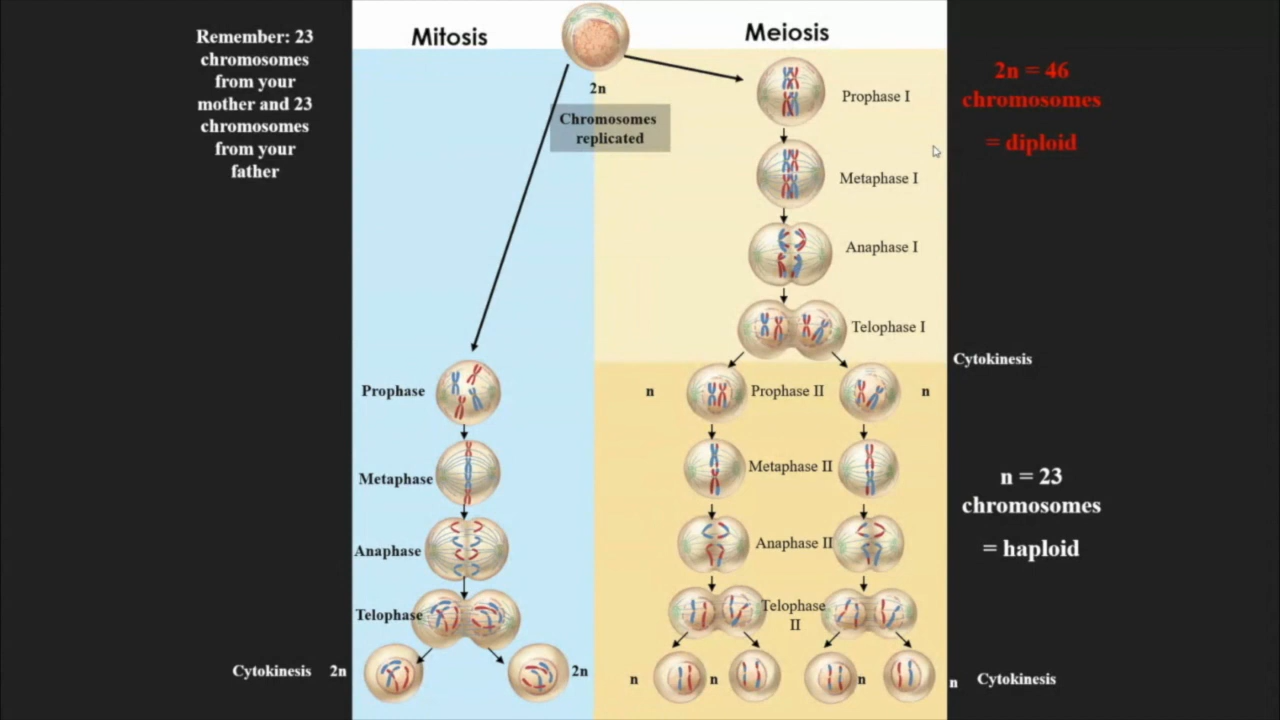 Remember: 23
chromosomes
from your
mother and 23
chromosomes
from your
father
Mitosis
Meiosis
2n
Chromosomes
replicated
Prophase I
Metaphase I
Anaphase I
Telophase I
Cytokinesis
2n = 46
chromosomes
= diploid
Prophase
Metaphase
Anaphase
Telophase
Cytokinesis 2n
2n
n Prophase II n
Metaphase II
Anaphase II
Telophase
II
n n n n Cytokinesis
n = 23
chromosomes
= haploid